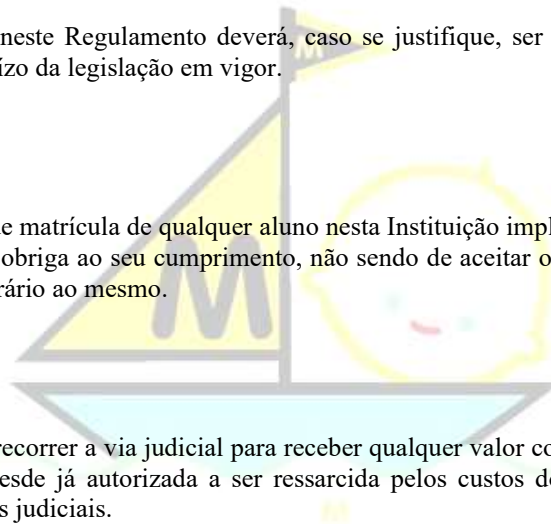 neste Regulamento deverá, caso se justifique, ser
ízo da legislação em vigor.
M
e matrícula de qualquer aluno nesta Instituição impl
obriga ao seu cumprimento, não sendo de aceitar o
rário ao mesmo.
M
recorrer a via judicial para receber qualquer valor co
esde já autorizada a ser ressarcida pelos custos d
s judiciais.
M